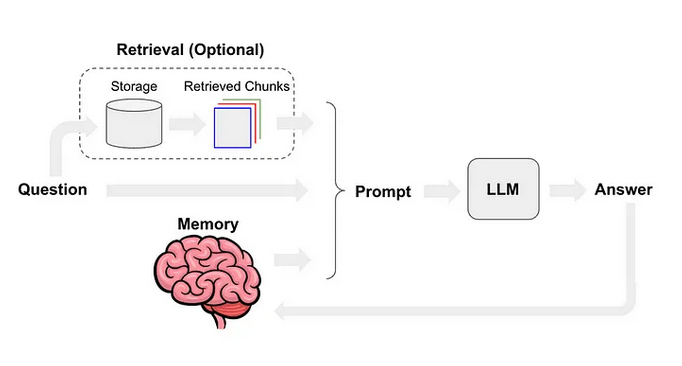 Retrieval (Optional)
Storage
Retrieved Chunks
Question
Prompt
LLM
Answer
Memory